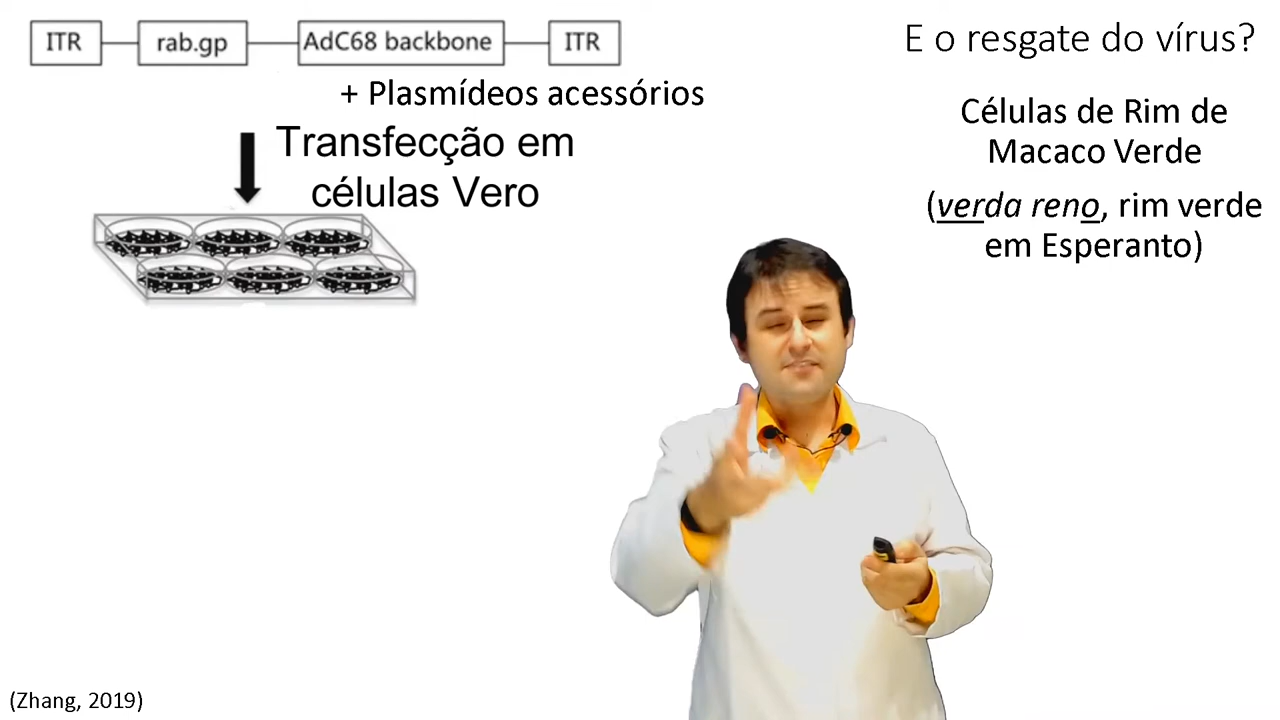 ITR rab.gp AdC68 backbone ITR
E o resgate do vírus?
+ Plasmídeos acessórios
Transfecção em
células Vero
Células de Rim de
Macaco Verde
(verda reno, rim verde
em Esperanto)
(Zhang, 2019)